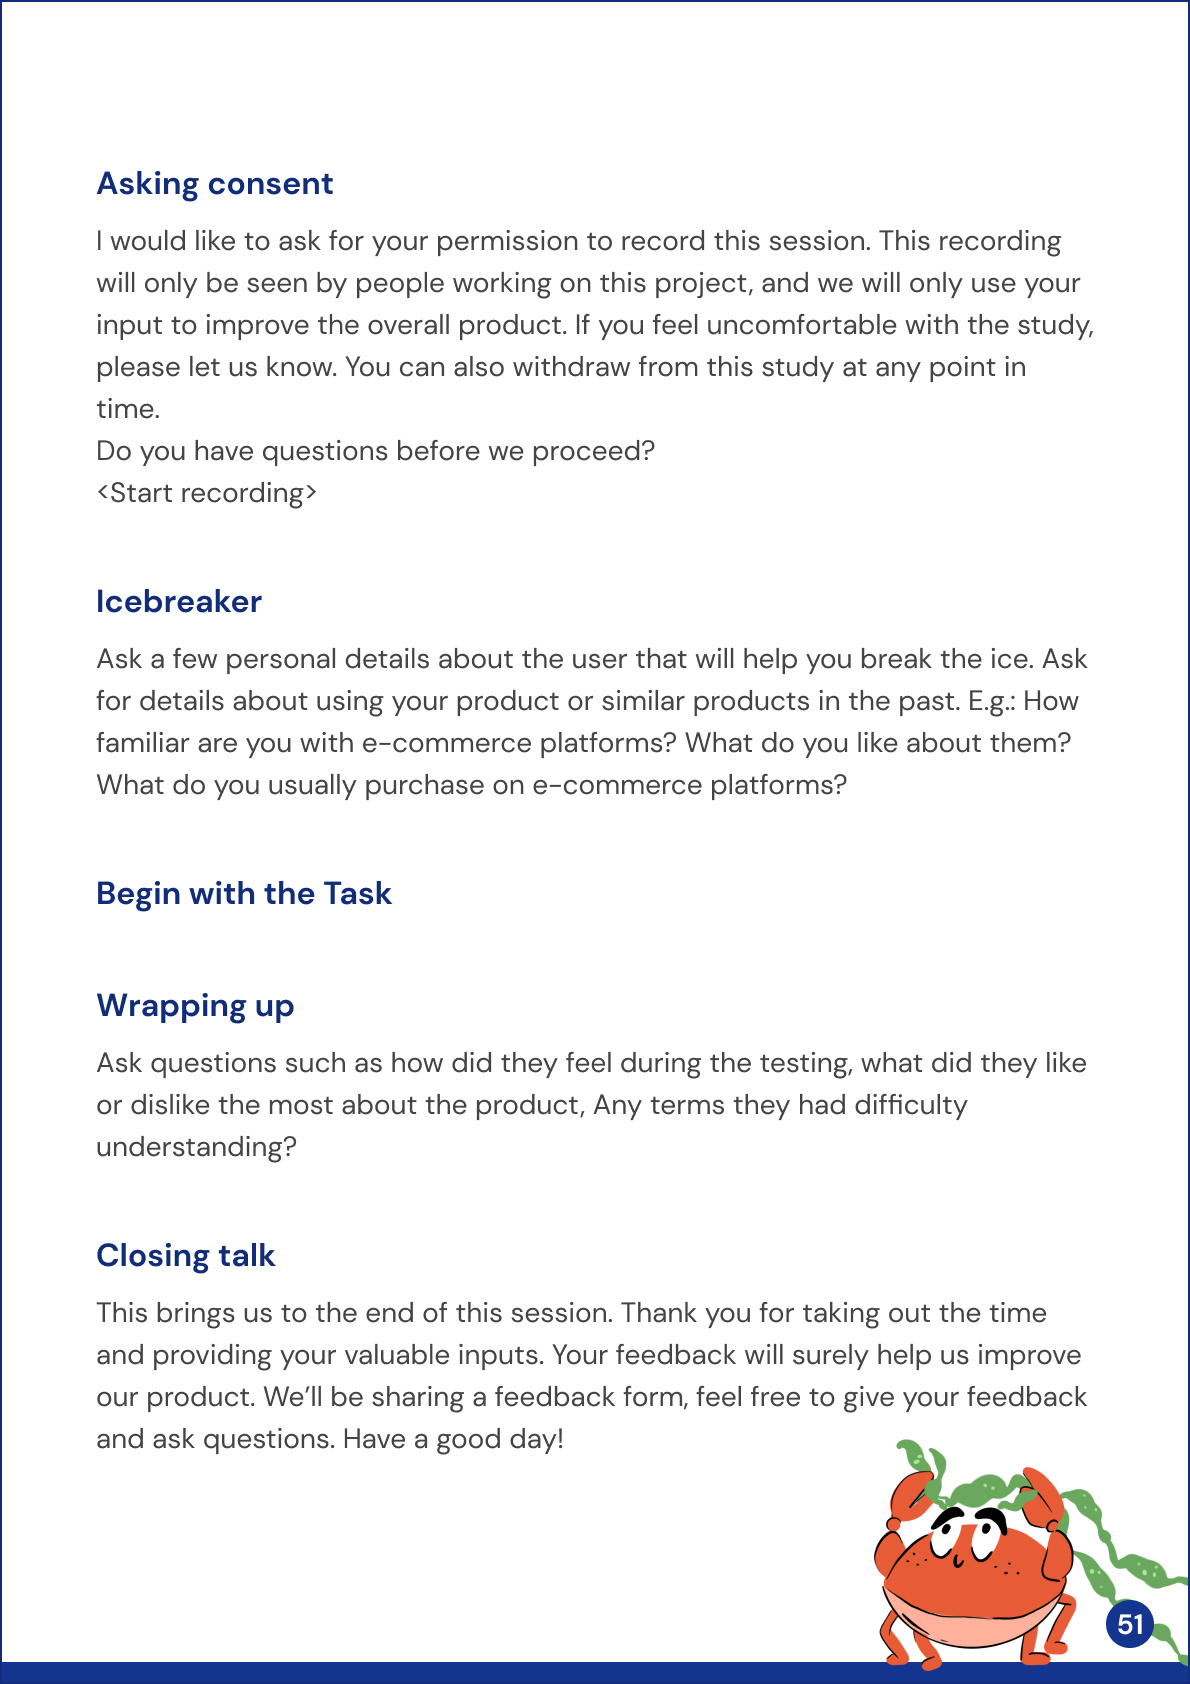 Asking consent
I would like to ask for your permission to record this session. This recording
will only be seen by people working on this project, and we will only use your
input to improve the overall product. If you feel uncomfortable with the study,
please let us know. You can also withdraw from this study at any point in
time.
Do you have questions before we proceed?
<Start recording>
Icebreaker
Ask a few personal details about the user that will help you break the ice. Ask
for details about using your product or similar products in the past. E.g.: How
familiar are you with e-commerce platforms? What do you like about them?
What do you usually purchase on e-commerce platforms?
Begin with the Task
Wrapping up
Ask questions such as how did they feel during the testing, what did they like
or dislike the most about the product, Any terms they had difficulty
understanding?
Closing talk
This brings us to the end of this session. Thank you for taking out the time
and providing your valuable inputs. Your feedback will surely help us improve
our product. We’ll be sharing a feedback form, feel free to give your feedback
and ask questions. Have a good day!
51